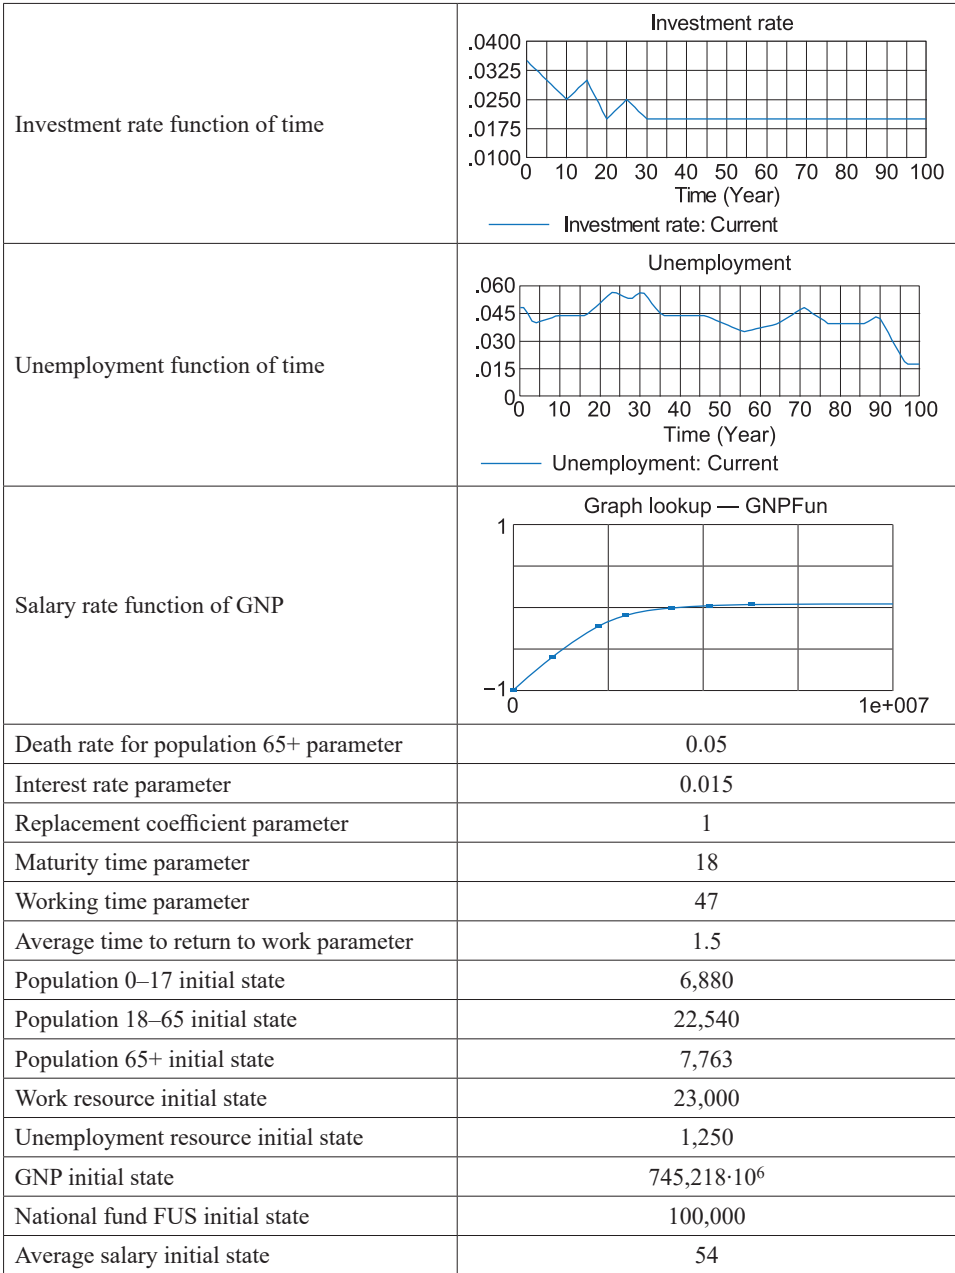 Investment rate function of time
Investment rate
.0400
.0325
.0250
.0175
.0100
0 10 20 30 40 50 60 70 80 90 100
Time (Year)
Investment rate: Current
Unemployment function of time
Unemployment
.060
.045
.030
.015
0
0 10 20 30 40 50 60 70 80 90 100
Time (Year)
Unemployment: Current
Salary rate function of GNP
Graph lookup — GNPFun
1
−1
0 1e+007
Death rate for population 65+ parameter 0.05
Interest rate parameter 0.015
Replacement coefficient parameter 1
Maturity time parameter 18
Working time parameter 47
Average time to return to work parameter 1.5
Population 0–17 initial state 6,880
Population 18–65 initial state 22,540
Population 65+ initial state 7,763
Work resource initial state 23,000
Unemployment resource initial state 1,250
GNP initial state 745,218·10⁶
National fund FUS initial state 100,000
Average salary initial state 54